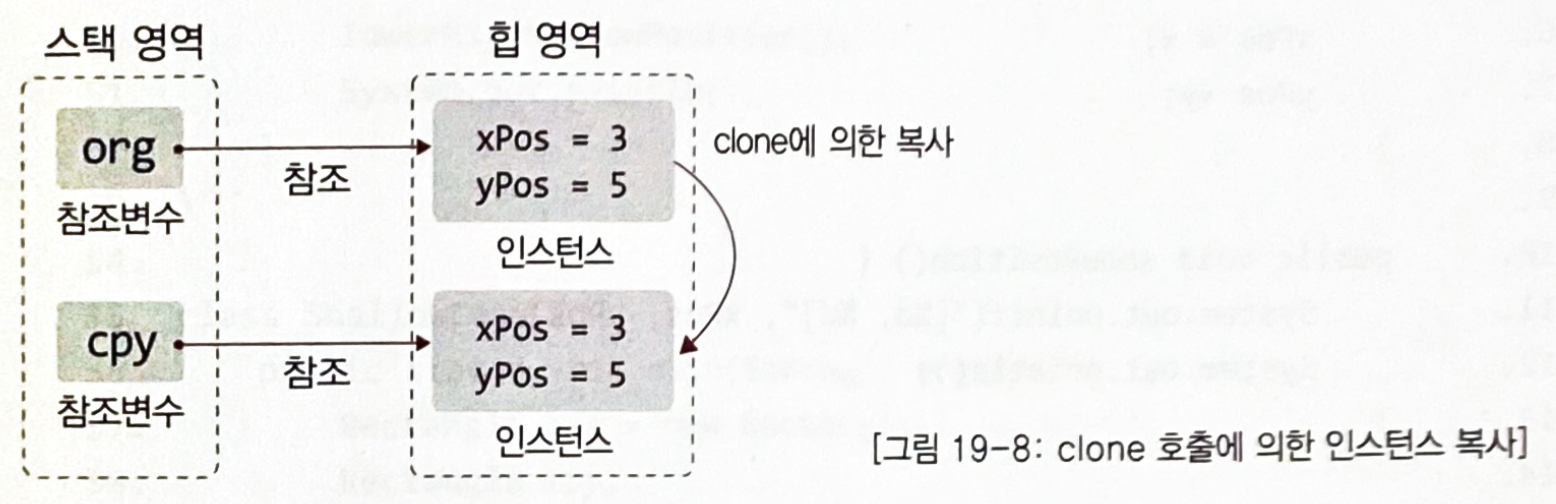 스택 영역
힙 영역
org
참조변수
참조
xPos = 3
yPos = 5
인스턴스
clone에 의한 복사
cpy
참조변수
참조
xPos = 3
yPos = 5
인스턴스
[그림 19-8: clone 호출에 의한 인스턴스 복사]